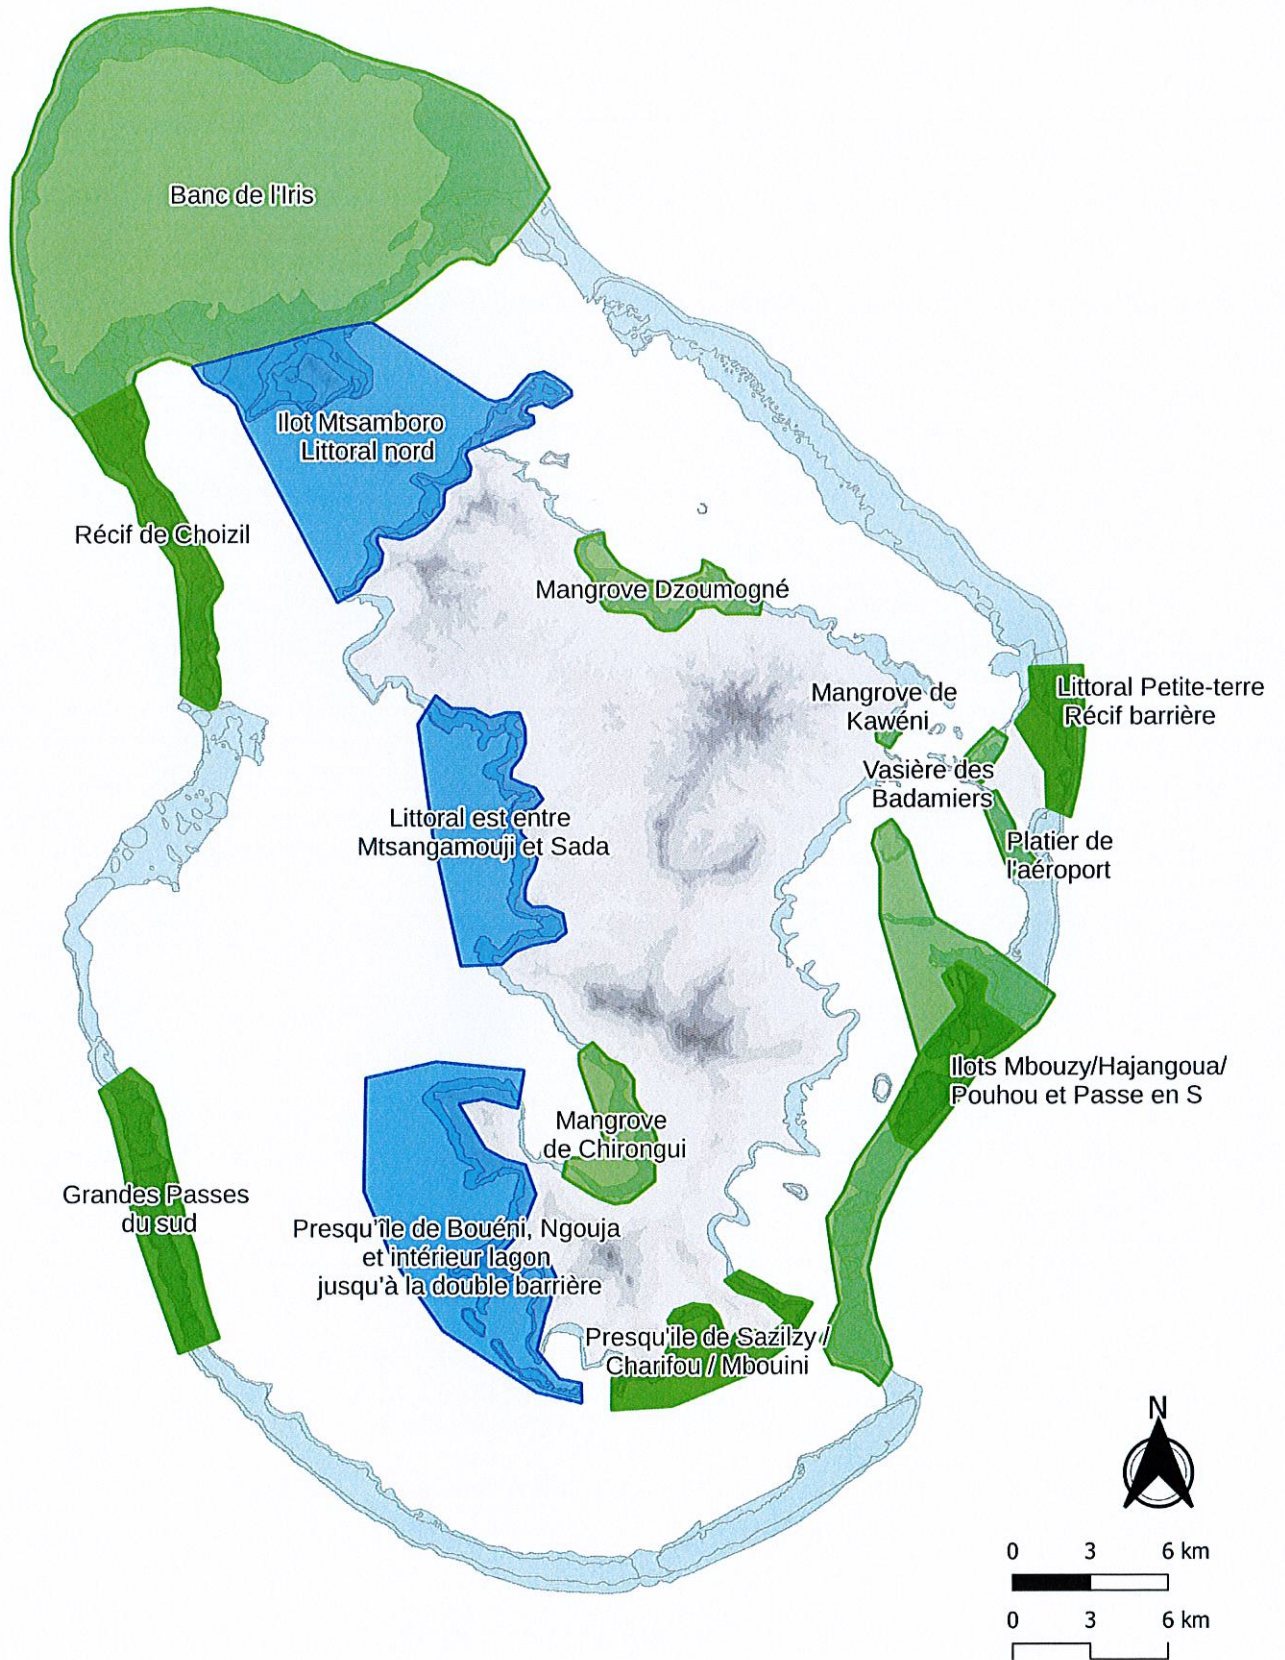 Banc de l'Iris
Ilot Mtsamboro
Littoral nord
Récif de Choizil
Mangrove Dzoumogné
Mangrove de
Kawéni
Littoral Petite-terre
Récif barrière
Vasière des
Badamiers
Littoral est entre
Mtsangamouji et Sada
Platier de
l'aéroport
Ilots Mbouzy/Hajangoua/
Pouhou et Passe en S
Mangrove
de Chirongui
Grandes Passes
du sud
Presqu'île de Bouéni, Ngouja
et intérieur lagon
jusqu'à la double barrière
Presqu'ile de Sazilzy /
Charifou / Mbouini
N
0 3 6 km
0 3 6 km